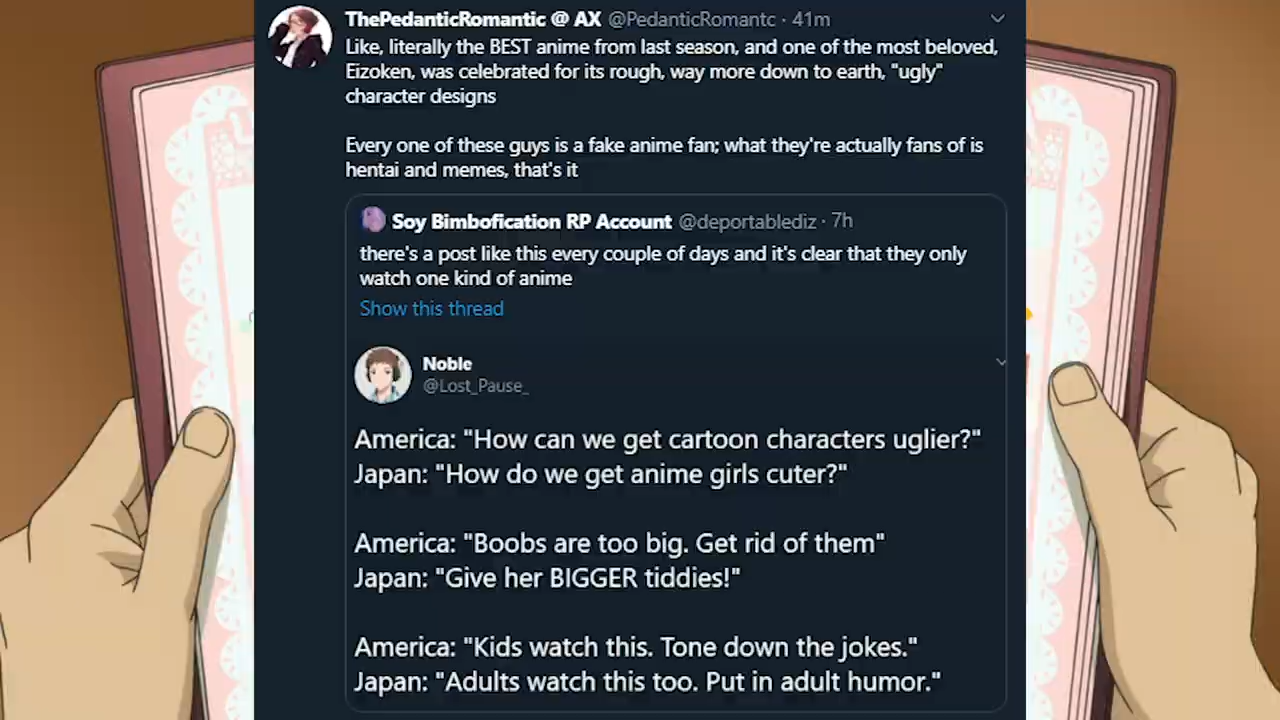 ThePedanticRomantic @ AX @PedanticRomantc · 41m
Like, literally the BEST anime from last season, and one of the most beloved,
Eizoken, was celebrated for its rough, way more down to earth, "ugly"
character designs
Every one of these guys is a fake anime fan; what they're actually fans of is
hentai and memes, that's it
Soy Bimbofication RP Account @deportablediz · 7h
there's a post like this every couple of days and it's clear that they only
watch one kind of anime
Show this thread
Noble
@Lost_Pause_
America: "How can we get cartoon characters uglier?"
Japan: "How do we get anime girls cuter?"
America: "Boobs are too big. Get rid of them"
Japan: "Give her BIGGER tiddies!"
America: "Kids watch this. Tone down the jokes."
Japan: "Adults watch this too. Put in adult humor."